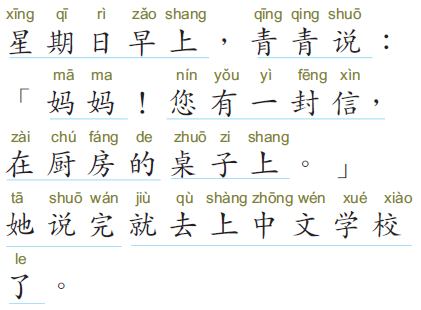 xīng qī rì zǎo shang qīng qing shuō
星期日早上，青青说：
mā ma nín yǒu yì fēng xìn
「妈妈！您有一封信，
zài chú fáng de zhuō zi shang
在厨房的桌子上。」
tā shuō wán jiù qù shàng zhōng wén xué xiào
她说完就去上中文学校
le
了。